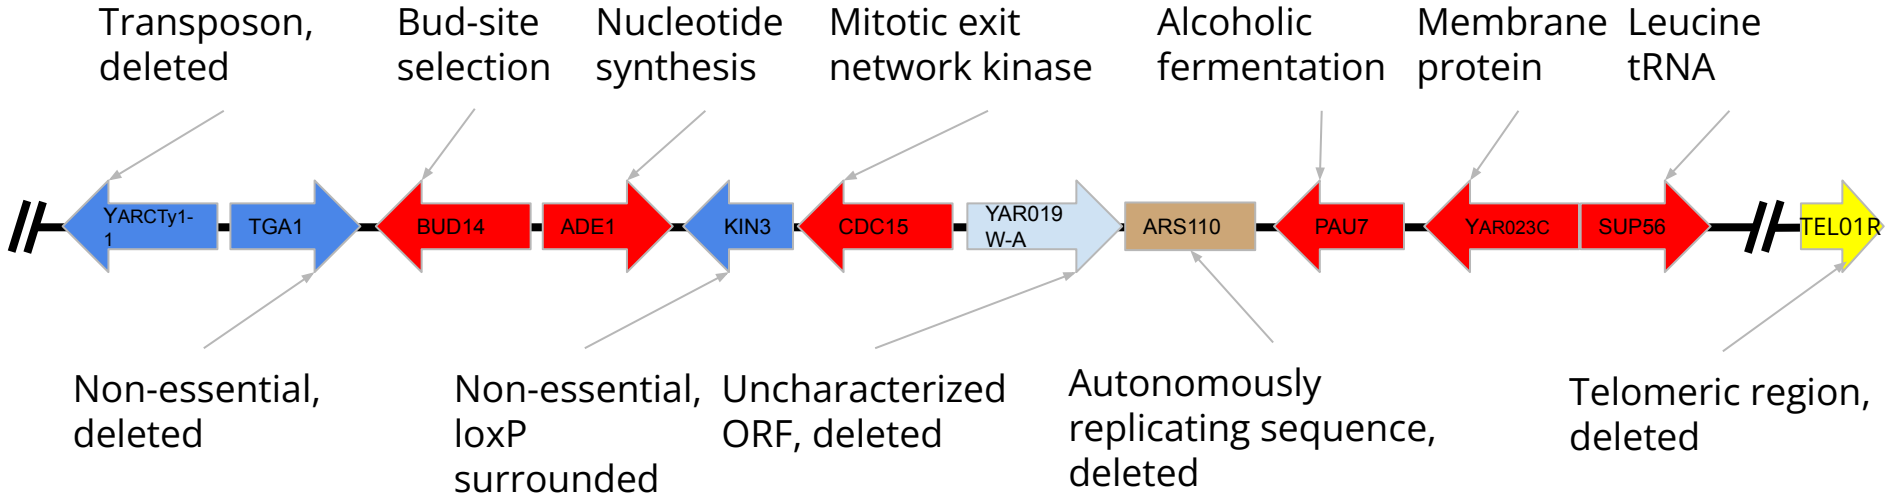 Transposon,
deleted
Bud-site
selection
Nucleotide
synthesis
Mitotic exit
network kinase
Alcoholic
fermentation
Membrane
protein
Leucine
tRNA
YARCTy1-
1
TGA1
BUD14
ADE1
KIN3
CDC15
YAR019
W-A
ARS110
PAU7
YAR023C
SUP56
TEL01R
Non-essential,
deleted
Non-essential,
loxP
surrounded
Uncharacterized
ORF, deleted
Autonomously
replicating sequence,
deleted
Telomeric region,
deleted